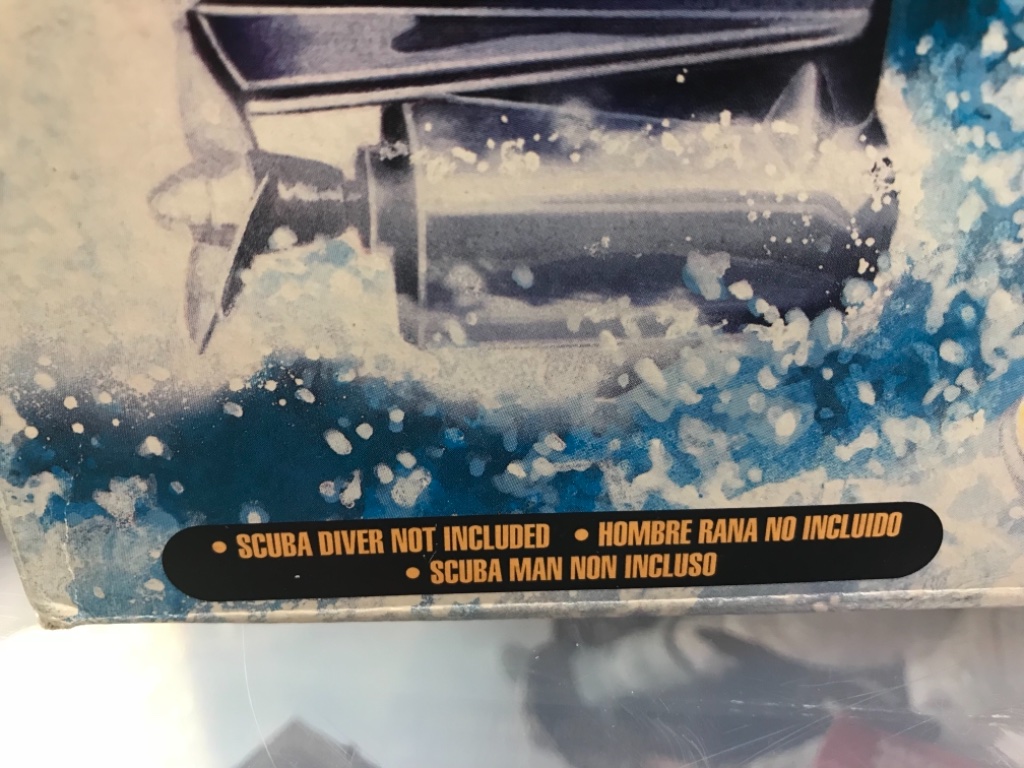 • SCUBA DIVER NOT INCLUDED • HOMBRE RANA NO INCLUIDO
• SCUBA MAN NON INCLUSO